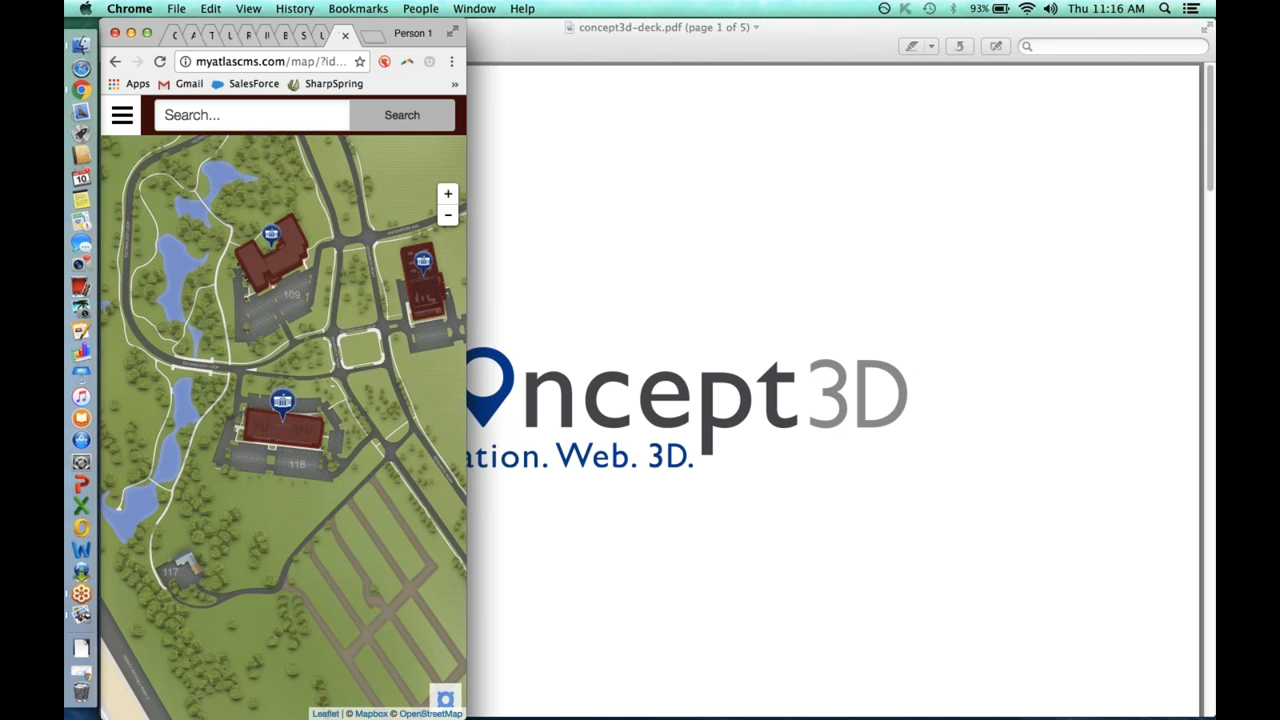 Chrome File Edit View History Bookmarks People Window Help
93% Thu 11:16 AM
concept3d-deck.pdf (page 1 of 5)
C A T L R B S L Person 1
myatlascms.com/map/?id...
Apps Gmail SalesForce SharpSpring »
Search... Search
+
−
109
118
117
oncept3D
ation. Web. 3D.
Leaflet | © Mapbox © OpenStreetMap